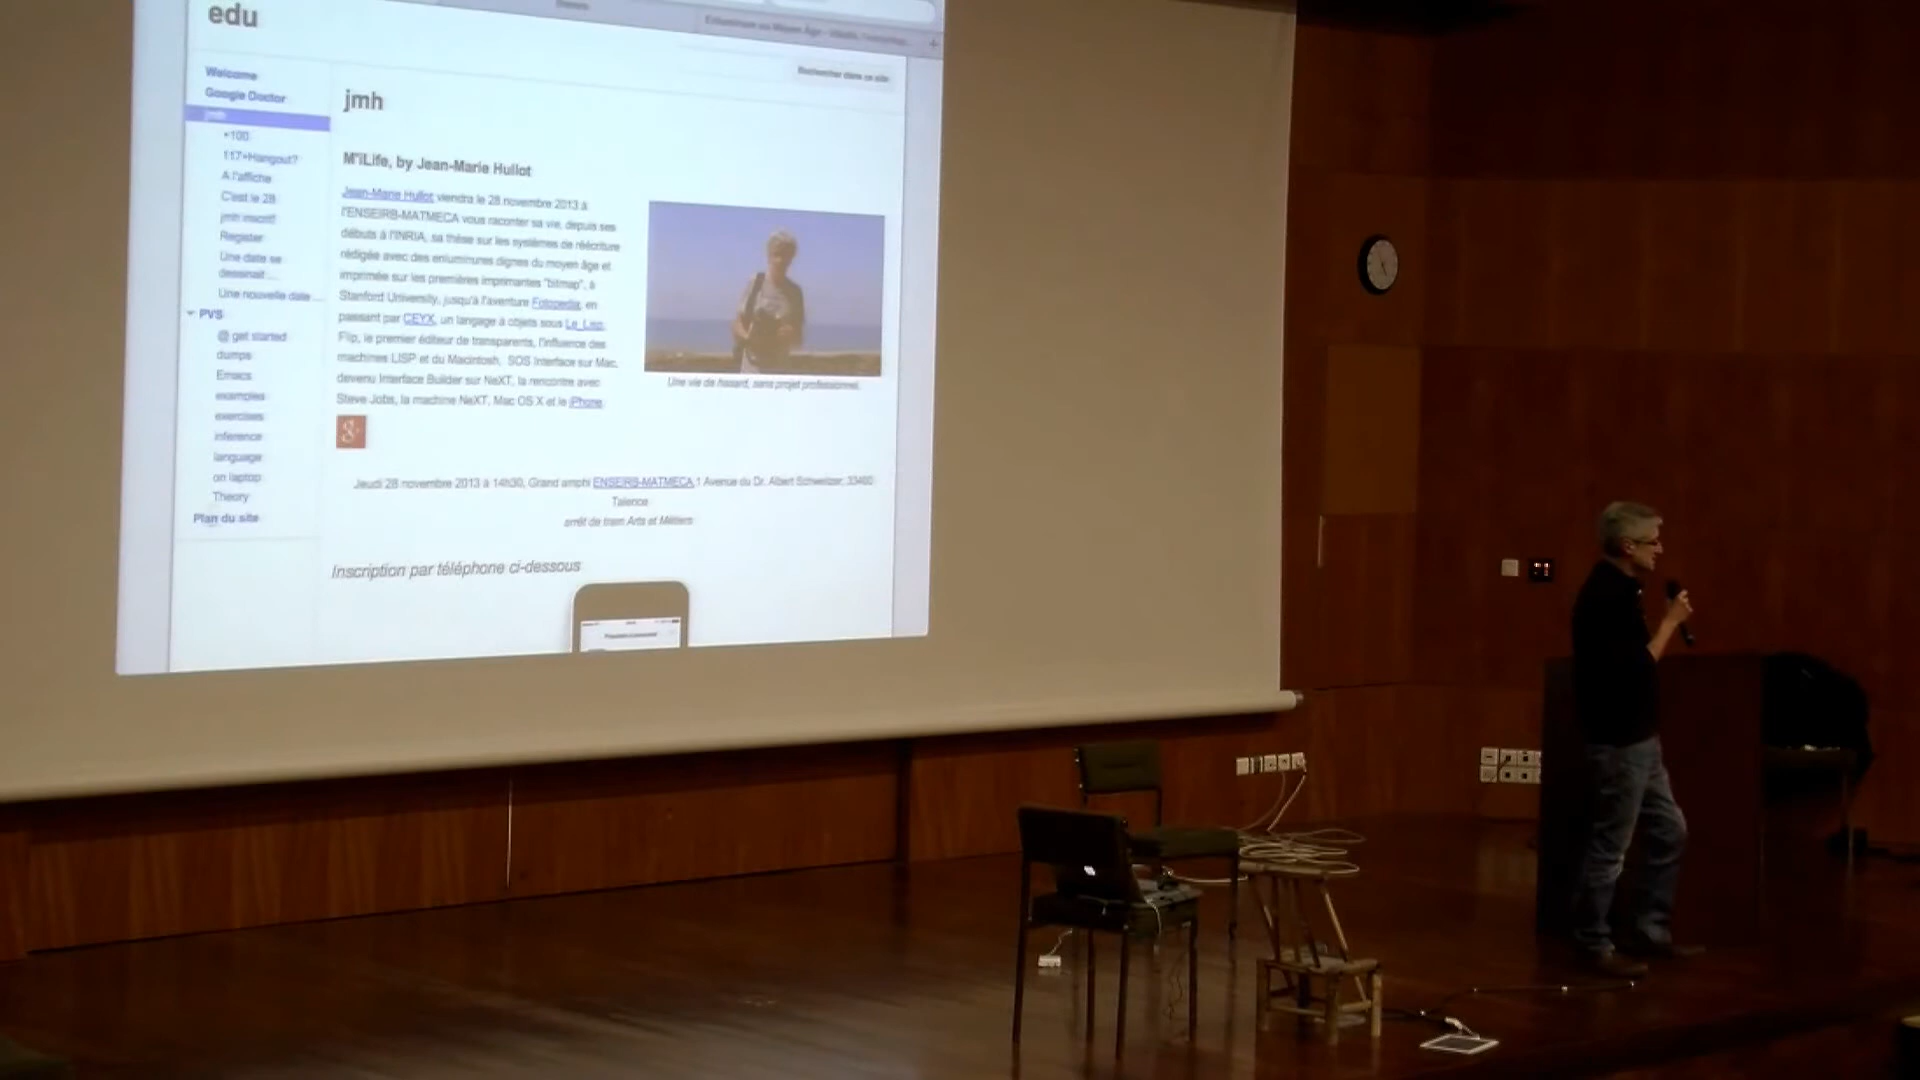 edu
Rechercher dans ce site
Welcome
Google Doctor
jmh
+100
117+Hangout?
A l'affiche
C'est le 28
jmh inscrit!
Register
Une date se
dessinait ...
Une nouvelle date ...
PVS
@ get started
dumps
Emacs
examples
exercises
inference
language
on laptop
Theory
Plan du site
jmh
M'iLife, by Jean-Marie Hullot
Jean-Marie Hullot viendra le 28 novembre 2013 à
l'ENSEIRB-MATMECA vous raconter sa vie, depuis ses
débuts à l'INRIA, sa thèse sur les systèmes de réécriture
rédigée avec des enluminures dignes du moyen âge et
imprimée sur les premières imprimantes "bitmap", à
Stanford University, jusqu'à l'aventure Fotopedia, en
passant par CEYX, un langage à objets sous Le_Lisp,
Flip, le premier éditeur de transparents, l'influence des
machines LISP et du Macintosh, SOS Interface sur Mac,
devenu Interface Builder sur NeXT, la rencontre avec
Steve Jobs, la machine NeXT, Mac OS X et le iPhone.
Une vie de hasard, sans projet professionnel.
g+
Jeudi 28 novembre 2013 à 14h30, Grand amphi ENSEIRB-MATMECA,1 Avenue du Dr. Albert Schweitzer, 33400
Talence
arrêt de tram Arts et Métiers
Inscription par téléphone ci-dessous